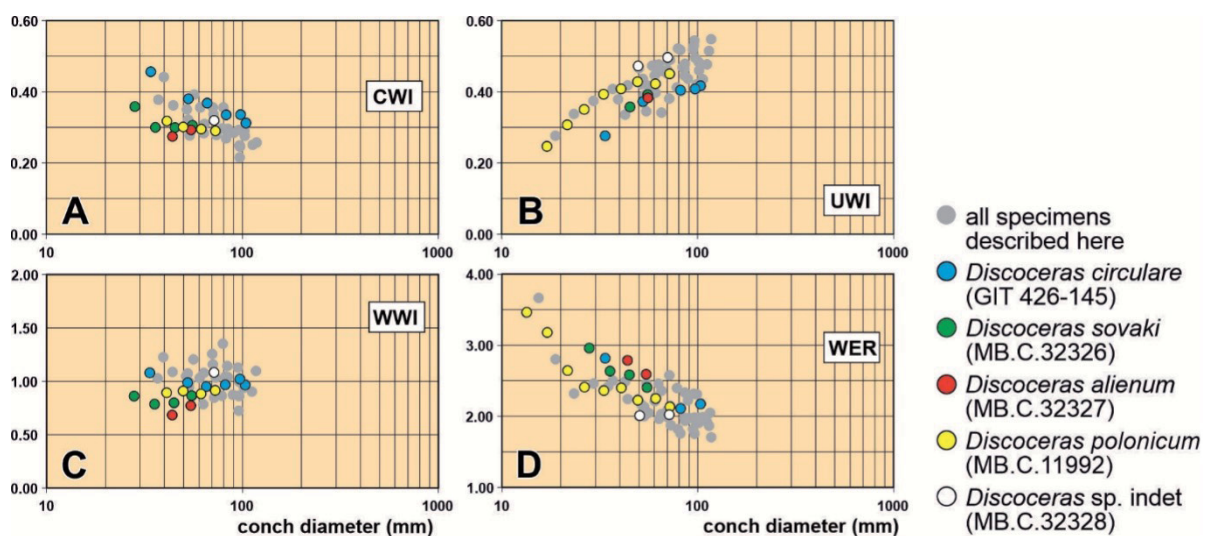 0.60
0.40
0.20
0.00
10
100
1000
CWI
A
0.60
0.40
0.20
0.00
10
100
1000
UWI
B
2.00
1.50
1.00
0.50
0.00
10
100
1000
WWI
C
conch diameter (mm)
4.00
3.00
2.00
1.00
10
100
1000
WER
D
conch diameter (mm)
all specimens
described here
Discoceras circulare
(GIT 426-145)
Discoceras sovaki
(MB.C.32326)
Discoceras alienum
(MB.C.32327)
Discoceras polonicum
(MB.C.11992)
Discoceras sp. indet
(MB.C.32328)